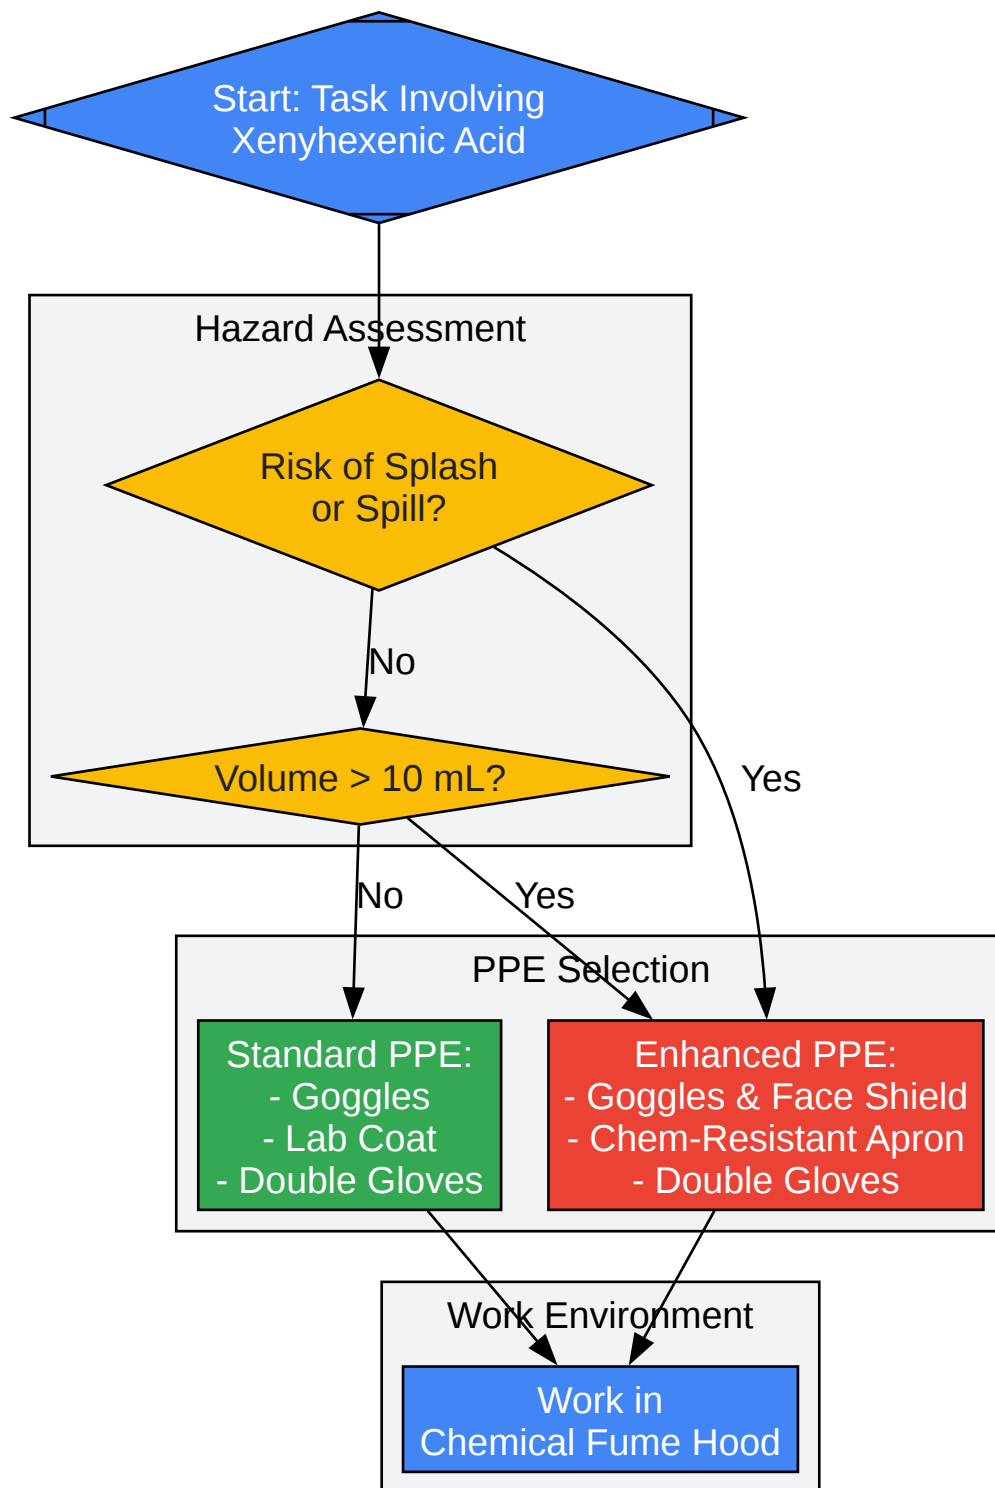 Start: Task Involving
Xenyhexenic Acid
Hazard Assessment
Risk of Splash
or Spill?
No
Volume > 10 mL?
Yes
No
Yes
PPE Selection
Standard PPE:
- Goggles
- Lab Coat
- Double Gloves
Enhanced PPE:
- Goggles & Face Shield
- Chem-Resistant Apron
- Double Gloves
Work Environment
Work in
Chemical Fume Hood